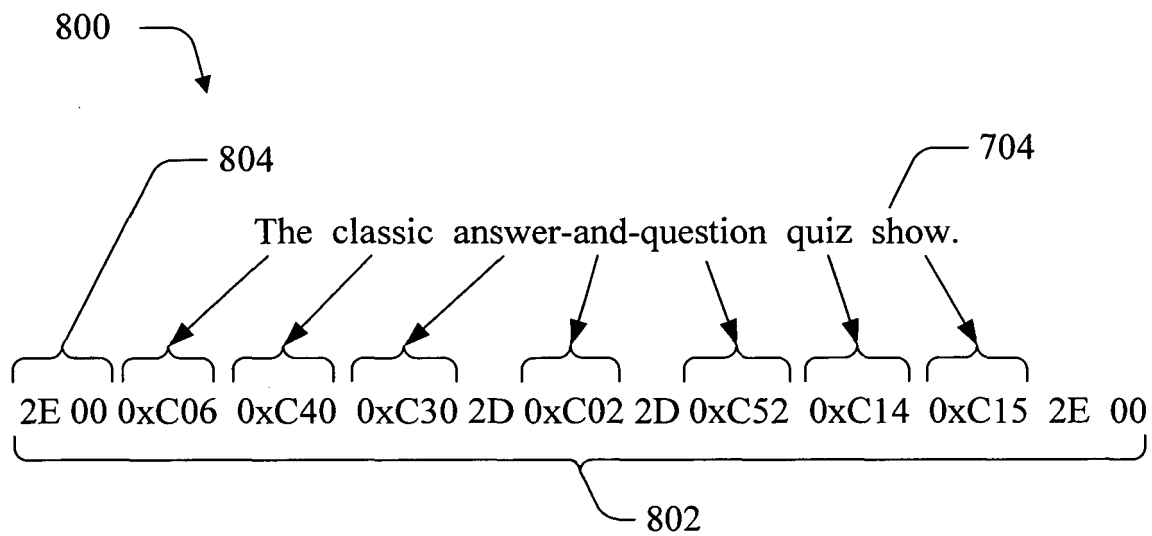 800
804
704
The classic answer-and-question quiz show.
2E 00 0xC06 0xC40 0xC30 2D 0xC02 2D 0xC52 0xC14 0xC15 2E 00
802